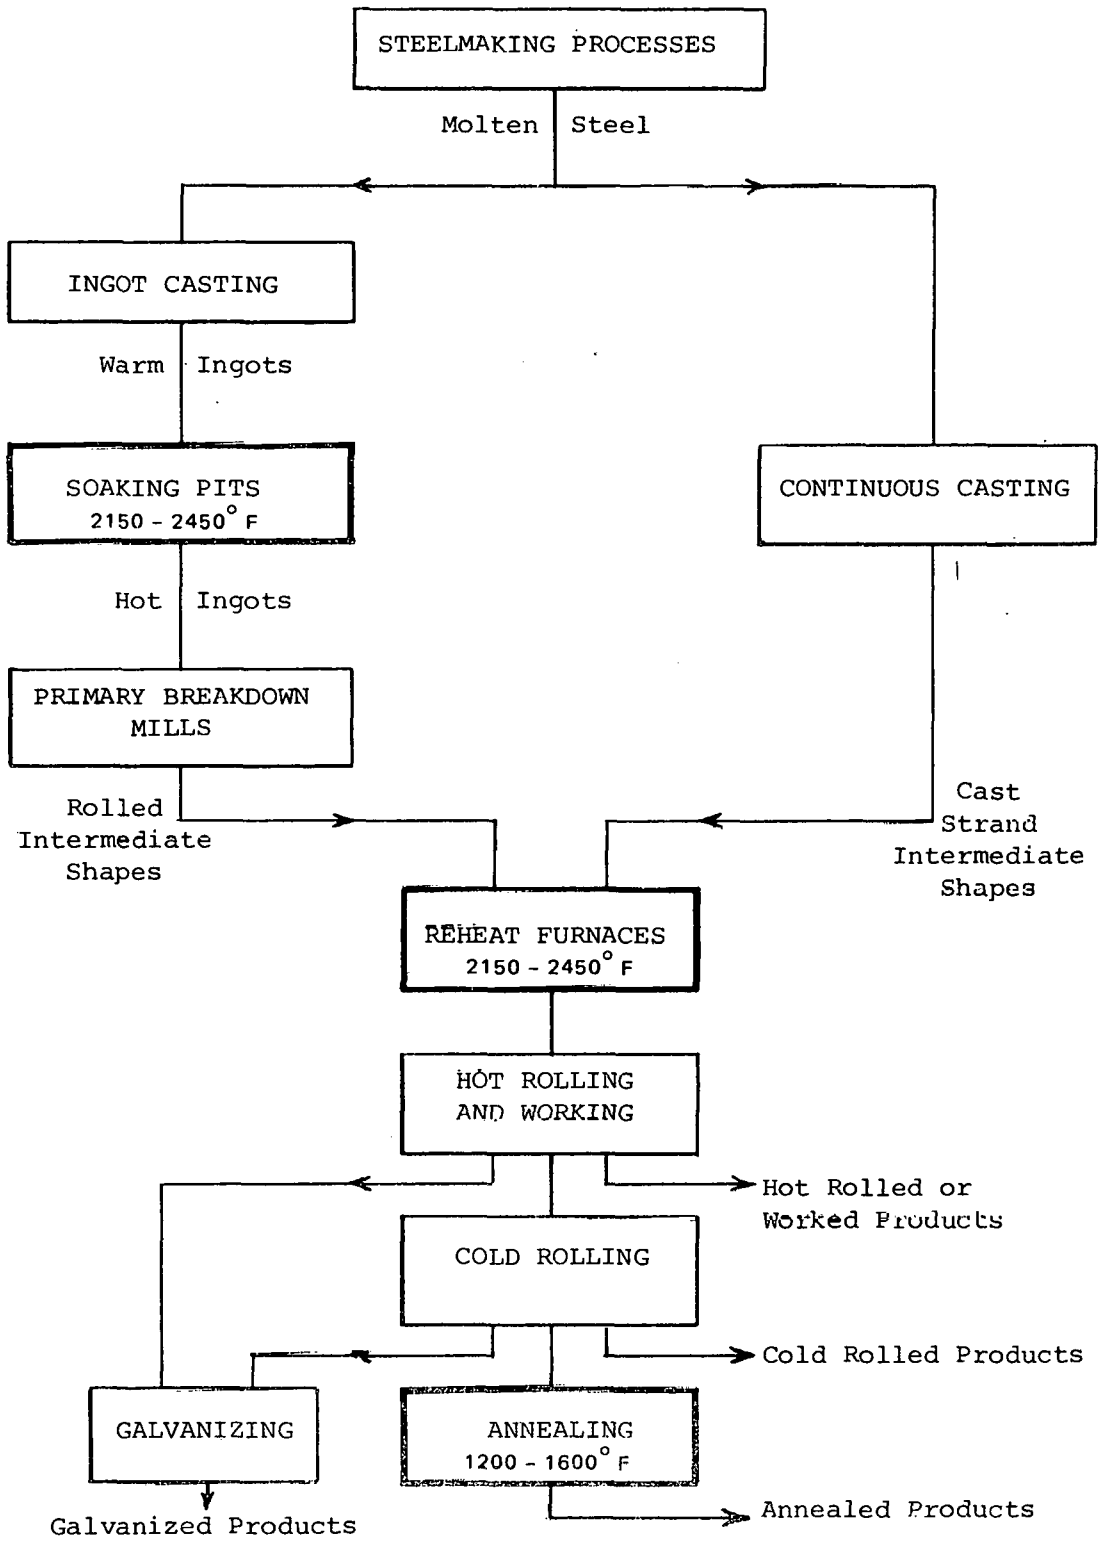 STEELMAKING PROCESSES
Molten Steel
INGOT CASTING
Warm Ingots
SOAKING PITS
2150 - 2450° F
CONTINUOUS CASTING
Hot Ingots
PRIMARY BREAKDOWN
MILLS
Rolled
Intermediate
Shapes
Cast
Strand
Intermediate
Shapes
REHEAT FURNACES
2150 - 2450° F
HOT ROLLING
AND WORKING
Hot Rolled or
Worked Products
COLD ROLLING
Cold Rolled Products
GALVANIZING
ANNEALING
1200 - 1600° F
Annealed Products
Galvanized Products